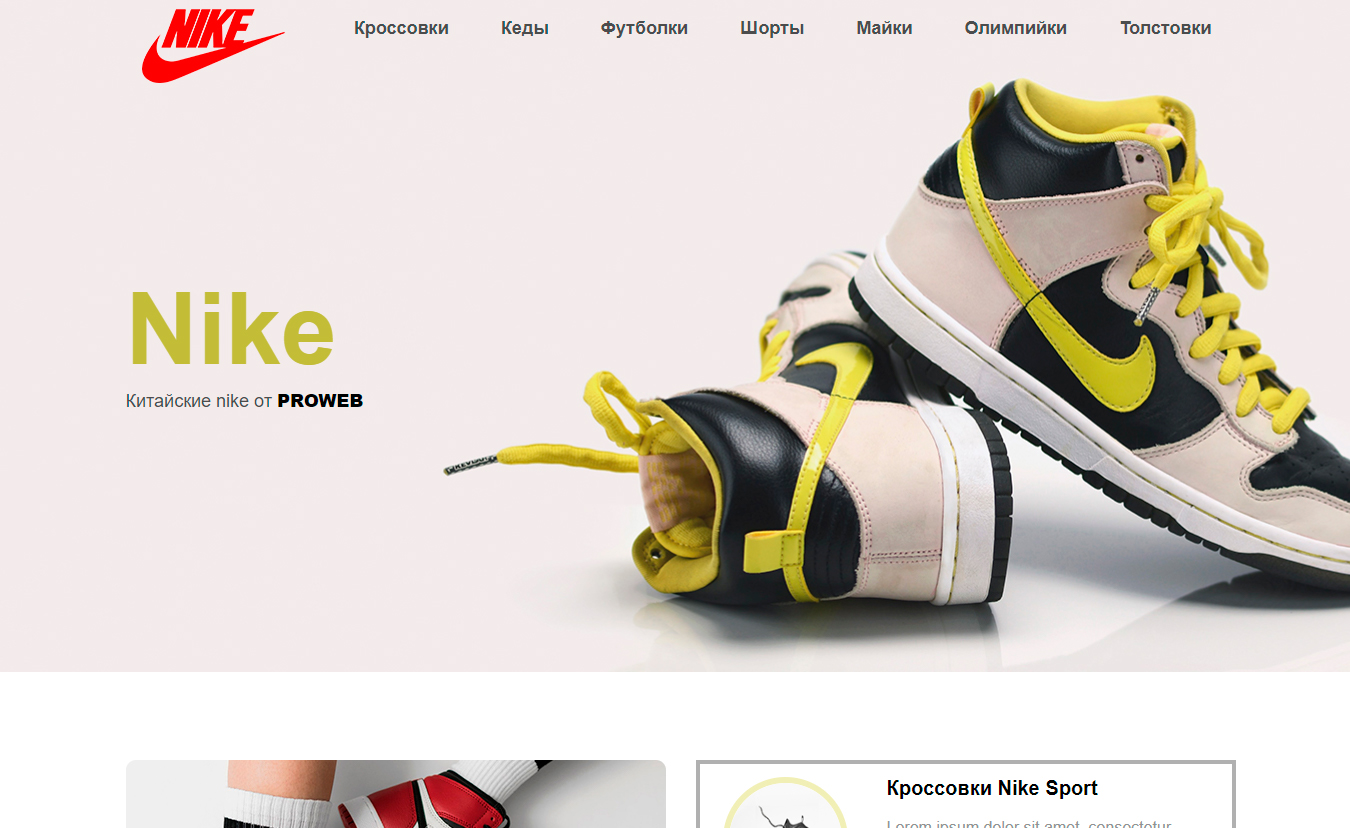 NIKE
Кроссовки Кеды Футболки Шорты Майки Олимпийки Толстовки
Nike
Китайские nike от PROWEB
Кроссовки Nike Sport
Lorem ipsum dolor sit amet, consectetur